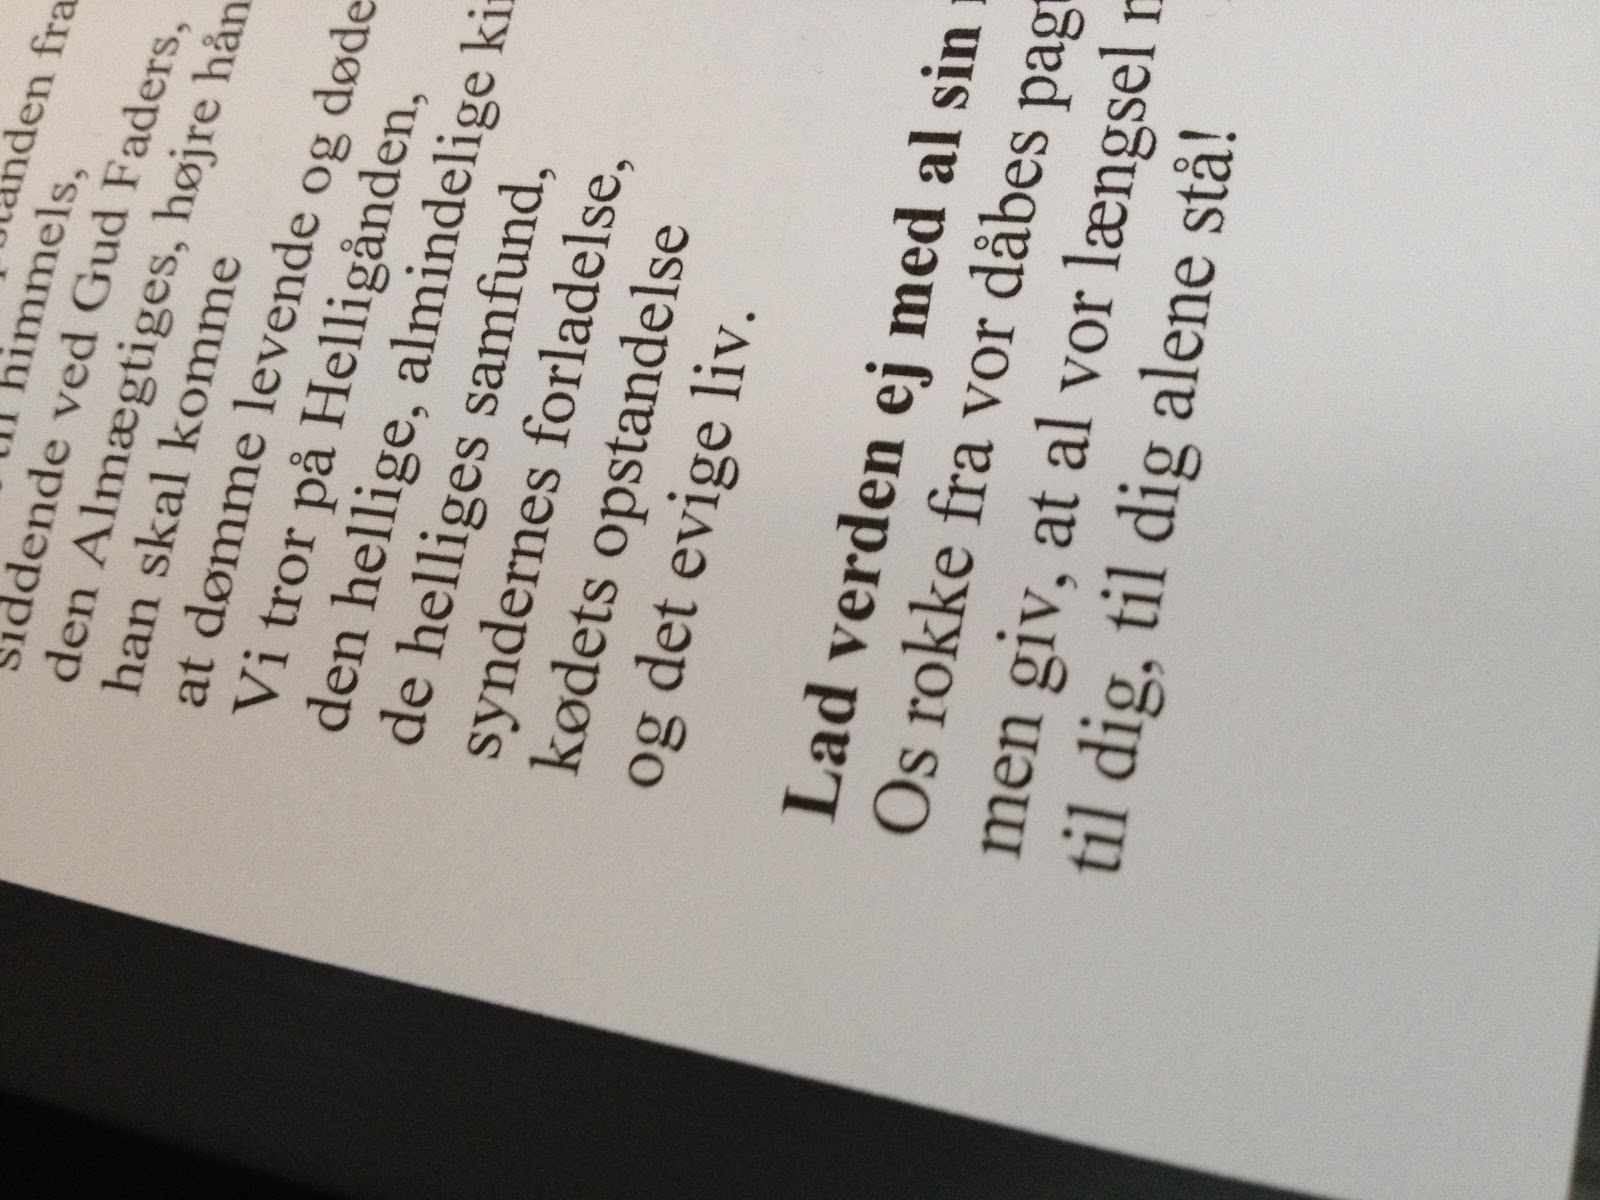 fra
himmels,
siddende ved Gud Faders,
den Almægtiges, højre
han skal komme
at dømme levende og døde
Vi tror på Helligånden,
den hellige, almindelige
de helliges samfund,
syndernes forladelse,
kødets opstandelse
og det evige liv.
Lad verden ej med al sin
Os rokke fra vor dåbes
men giv, at al vor længsel
til dig, til dig alene stå!